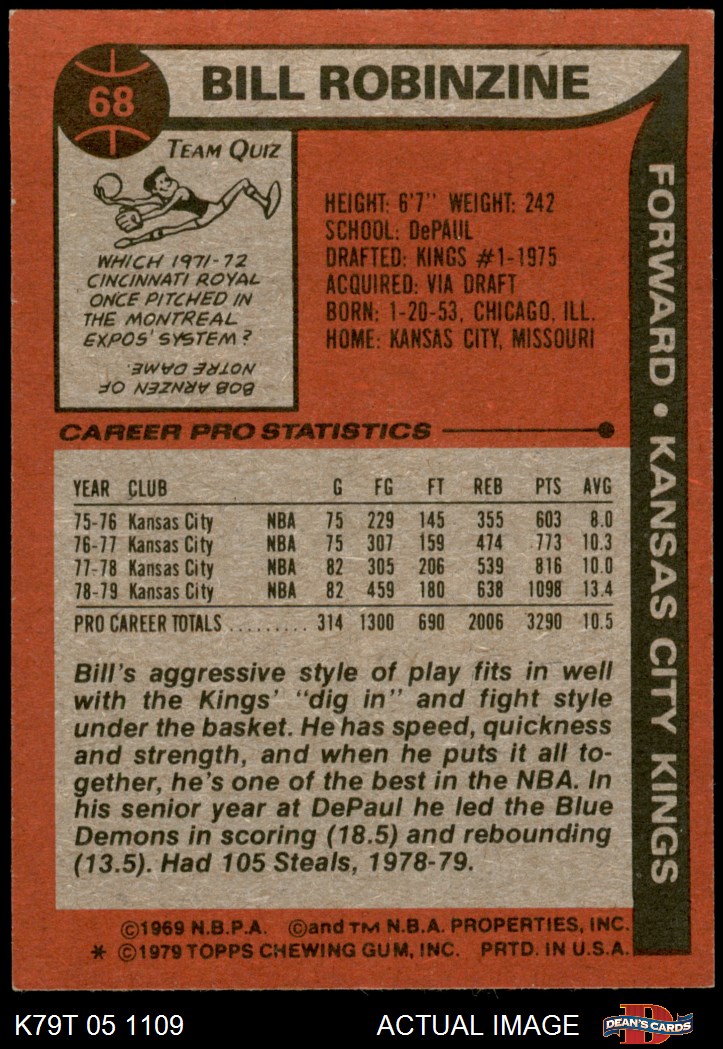 68
BILL ROBINZINE
TEAM QUIZ
WHICH 1971-72
CINCINNATI ROYAL
ONCE PITCHED IN
THE MONTREAL
EXPOS' SYSTEM?
BOB ARNZEN OF
NOTRE DAME.
HEIGHT: 6'7" WEIGHT: 242
SCHOOL: DePAUL
DRAFTED: KINGS #1-1975
ACQUIRED: VIA DRAFT
BORN: 1-20-53, CHICAGO, ILL.
HOME: KANSAS CITY, MISSOURI
FORWARD • KANSAS CITY KINGS
CAREER PRO STATISTICS
YEAR CLUB G FG FT REB PTS AVG
75-76 Kansas City NBA 75 229 145 355 603 8.0
76-77 Kansas City NBA 75 307 159 474 773 10.3
77-78 Kansas City NBA 82 305 206 539 816 10.0
78-79 Kansas City NBA 82 459 180 638 1098 13.4
PRO CAREER TOTALS.......... 314 1300 690 2006 3290 10.5
Bill's aggressive style of play fits in well
with the Kings' "dig in" and fight style
under the basket. He has speed, quickness
and strength, and when he puts it all to-
gether, he's one of the best in the NBA. In
his senior year at DePaul he led the Blue
Demons in scoring (18.5) and rebounding
(13.5). Had 105 Steals, 1978-79.
©1969 N.B.P.A. ©and TM N.B.A. PROPERTIES, INC.
* ©1979 TOPPS CHEWING GUM, INC. PRTD. IN U.S.A.
K79T 05 1109 ACTUAL IMAGE
D
DEAN'S CARDS